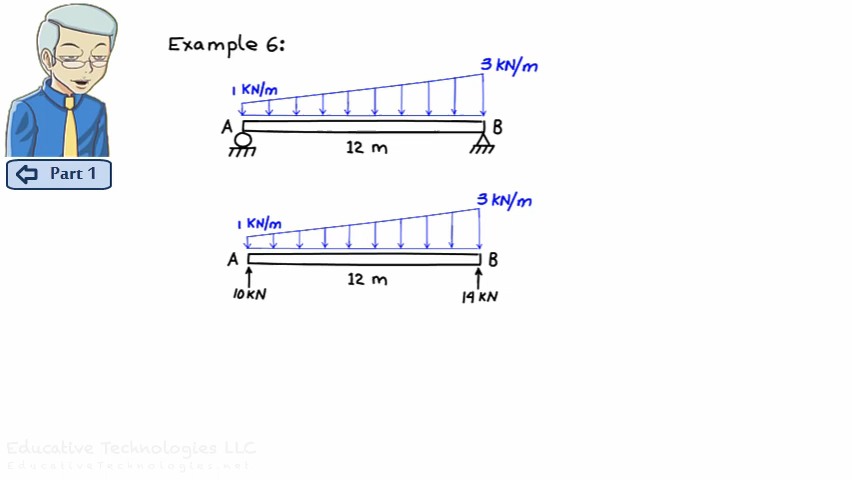 Example 6:
1 KN/m
3 KN/m
A
B
12 m
Part 1
1 KN/m
3 KN/m
A
B
12 m
10 KN
14 KN
Educative Technologies LLC
EducativeTechnologies.net